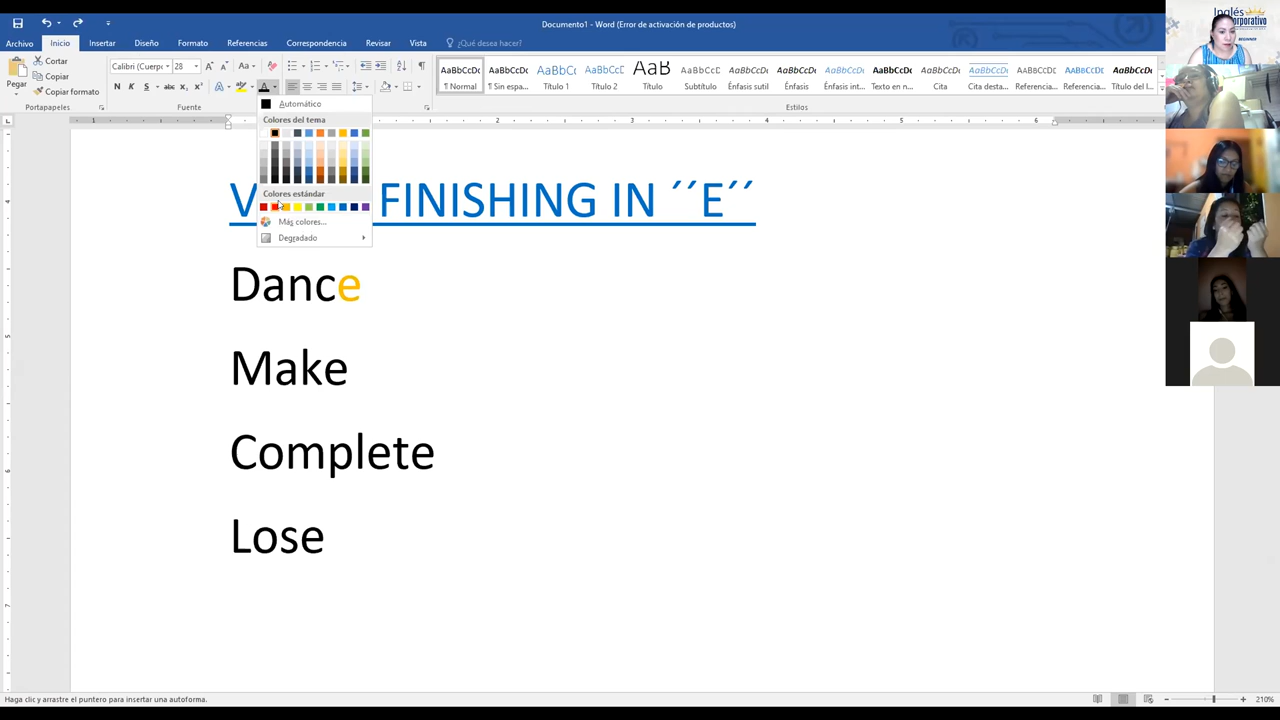 Documento1 - Word (Error de activación de productos)
Archivo Inicio Insertar Diseño Formato Referencias Correspondencia Revisar Vista ¿Qué desea hacer?
Pegar
Cortar
Copiar
Copiar formato
Portapapeles
Calibri (Cuerpo 28
N K S abc
Fuente
AaBbCcDc AaBbCcDc AaBbCc AaBbCcC AaB AaBbCcC AaBbCcDc AaBbCcDc AaBbCcDc AaBbCcDc AaBbCcDc AaBbCcDc AaBbCcDc AaBbCcDc AaBbCcDc
¶ Normal ¶ Sin espa... Título 1 Título 2 Título Subtítulo Énfasis sutil Énfasis Énfasis int... Texto en n... Cita Cita desta... Referencia... Referencia... Título del l...
Estilos
Automático
Colores del tema
Colores estándar
Más colores...
Degradado
FINISHING IN ´´E´´
Dance
Make
Complete
Lose
Inglés
BEGINNER
Haga clic y arrastre el puntero para insertar una autoforma.
210%